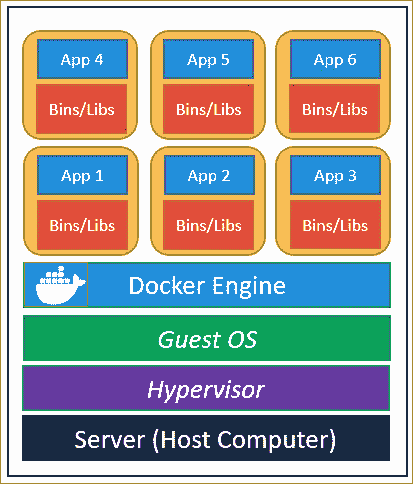 App 4
App 5
App 6
Bins/Libs
Bins/Libs
Bins/Libs
App 1
App 2
App 3
Bins/Libs
Bins/Libs
Bins/Libs
Docker Engine
Guest OS
Hypervisor
Server (Host Computer)